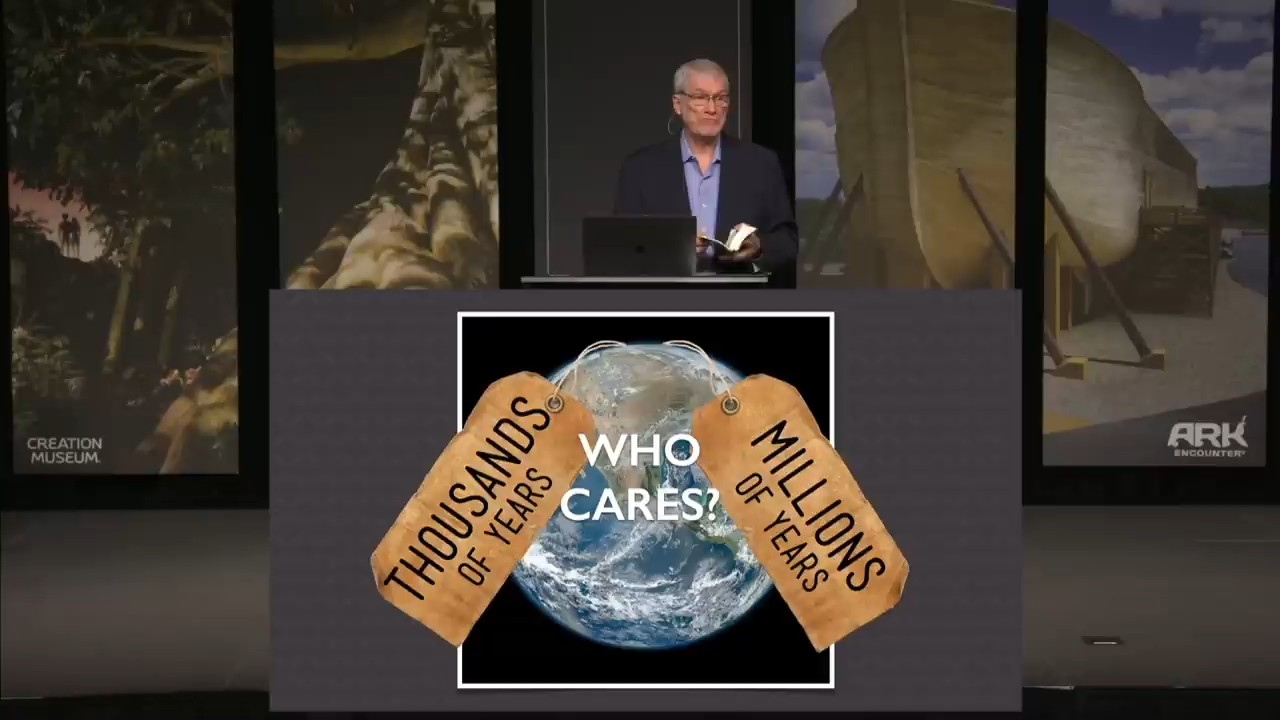 CREATION
MUSEUM
ARK
ENCOUNTER
THOUSANDS
OF YEARS
WHO
CARES?
MILLIONS
OF YEARS